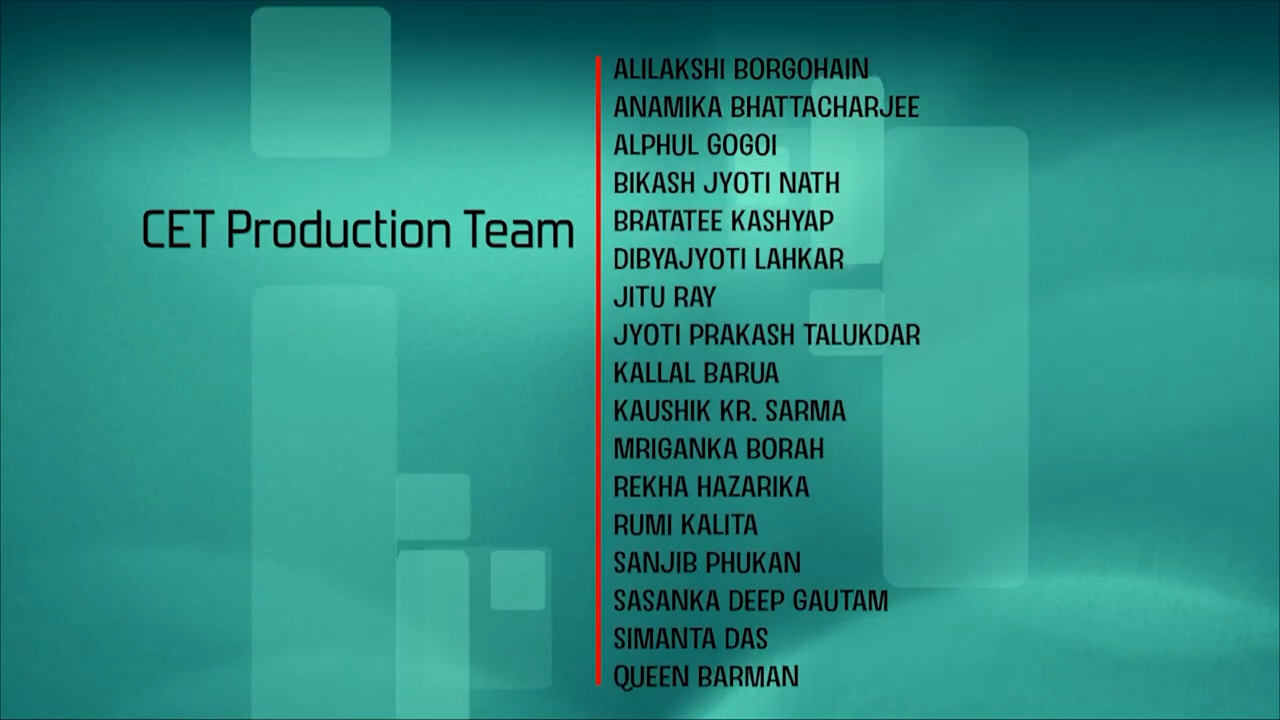 CET Production Team
ALILAKSHI BORGOHAIN
ANAMIKA BHATTACHARJEE
ALPHUL GOGOI
BIKASH JYOTI NATH
BRATATEE KASHYAP
DIBYAJYOTI LAHKAR
JITU RAY
JYOTI PRAKASH TALUKDAR
KALLAL BARUA
KAUSHIK KR. SARMA
MRIGANKA BORAH
REKHA HAZARIKA
RUMI KALITA
SANJIB PHUKAN
SASANKA DEEP GAUTAM
SIMANTA DAS
QUEEN BARMAN